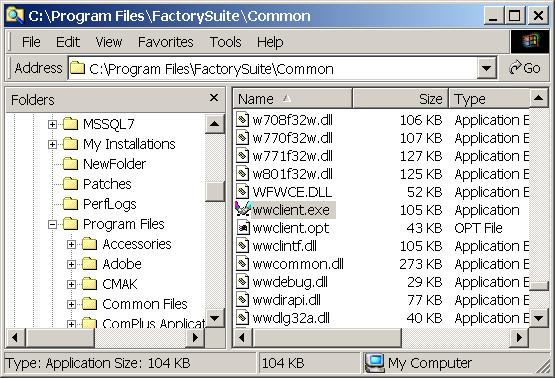 C:\Program Files\FactorySuite\Common
File Edit View Favorites Tools Help
Address C:\Program Files\FactorySuite\Common Go
Folders
MSSQL7
My Installations
NewFolder
Patches
PerfLogs
Program Files
Accessories
Adobe
CMAK
Common Files
ComPlus Applicat
Name Size Type
w708f32w.dll 106 KB Application E
w770f32w.dll 107 KB Application E
w771f32w.dll 127 KB Application E
w801f32w.dll 125 KB Application E
WFWCE.DLL 52 KB Application E
wwclient.exe 105 KB Application
wwclient.opt 43 KB OPT File
wwclintf.dll 105 KB Application E
wwcommon.dll 273 KB Application E
wwdebug.dll 29 KB Application E
wwdirapi.dll 77 KB Application E
wwdlg32a.dll 40 KB Application E
Type: Application Size: 104 KB 104 KB My Computer